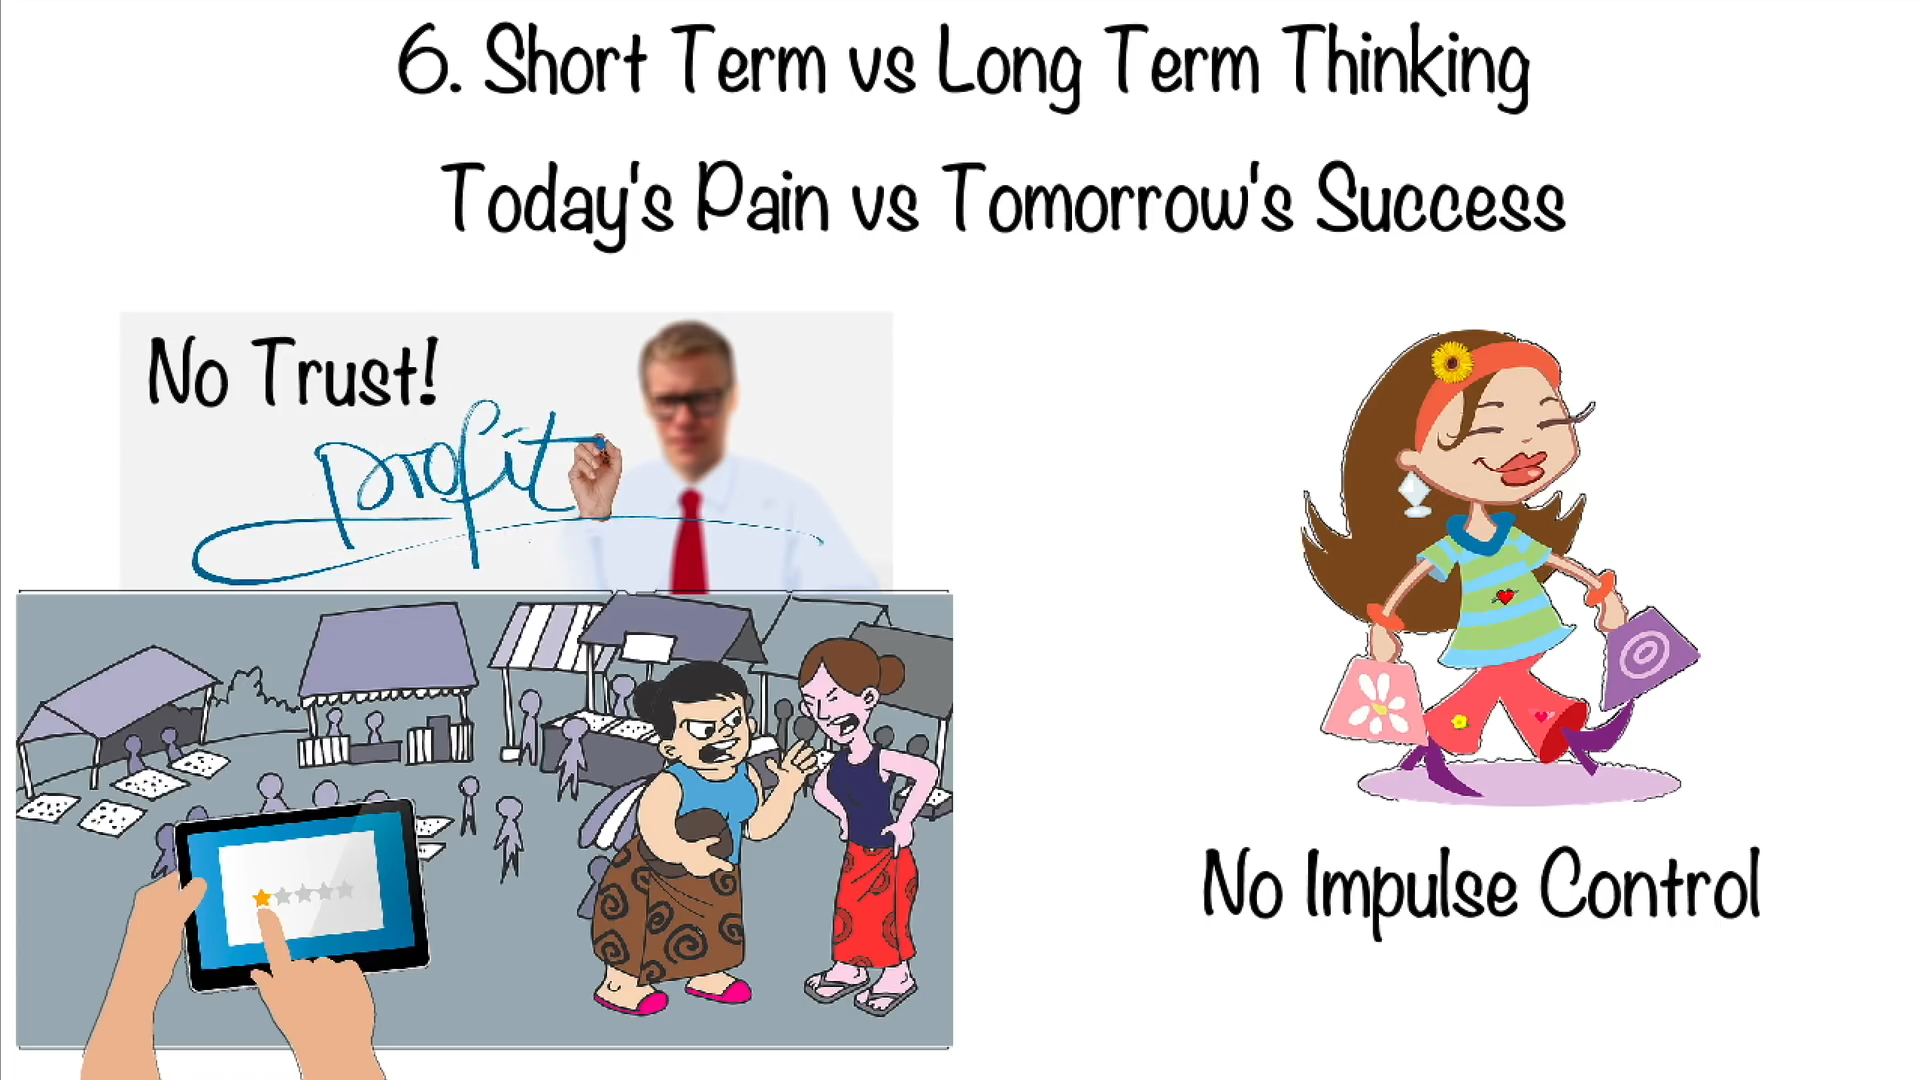 6. Short Term vs Long Term Thinking
Today's Pain vs Tomorrow's Success
No Trust!
profit
No Impulse Control